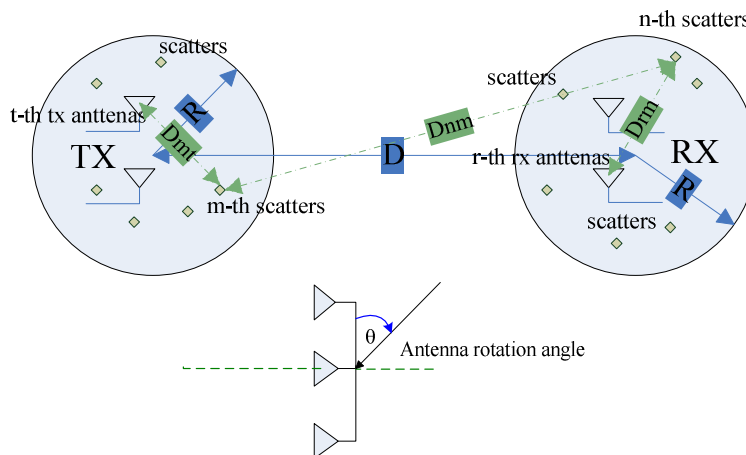 n-th scatters
scatters
scatters
t-th tx anttenas
R
Dmt
Dnm
Drm
TX
D
r-th rx anttenas
RX
R
m-th scatters
scatters
θ
Antenna rotation angle